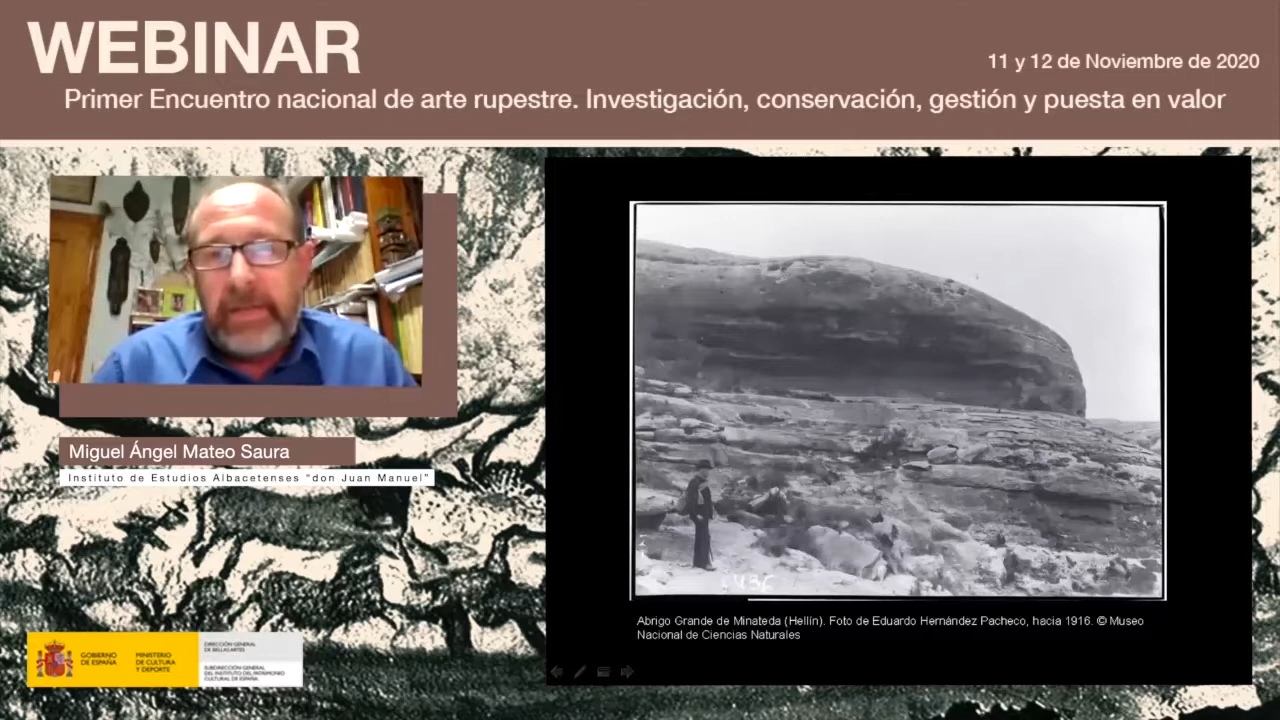 WEBINAR
11 y 12 de Noviembre de 2020
Primer Encuentro nacional de arte rupestre. Investigación, conservación, gestión y puesta en valor
Miguel Ángel Mateo Saura
Instituto de Estudios Albacetenses "don Juan Manuel"
Abrigo Grande de Minateda (Hellín). Foto de Eduardo Hernández Pacheco, hacia 1916. © Museo
Nacional de Ciencias Naturales
GOBIERNO
DE ESPAÑA
MINISTERIO
DE CULTURA
Y DEPORTE
DIRECCIÓN GENERAL
DE BELLAS ARTES
SUBDIRECCIÓN GENERAL
DEL INSTITUTO DEL PATRIMONIO
CULTURAL DE ESPAÑA